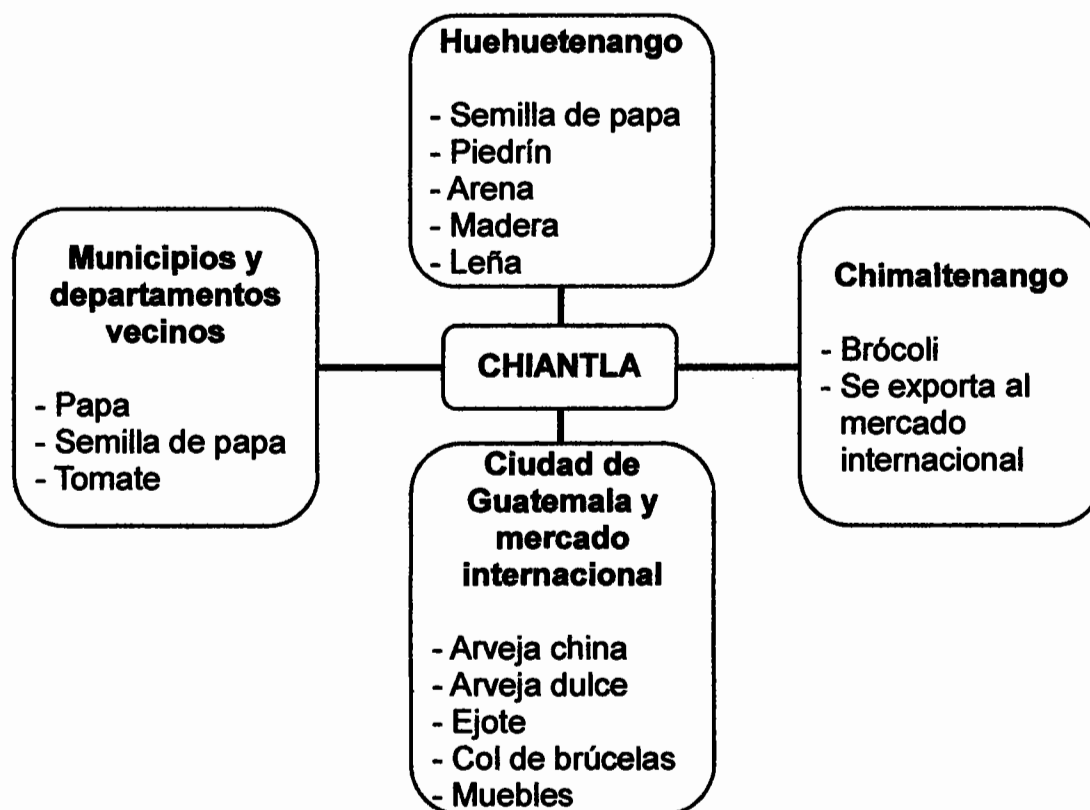 Huehuetenango
- Semilla de papa
- Piedrín
- Arena
- Madera
- Leña
Municipios y
departamentos
vecinos
- Papa
- Semilla de papa
- Tomate
CHIANTLA
Chimaltenango
- Brócoli
- Se exporta al
mercado
internacional
Ciudad de
Guatemala y
mercado
internacional
- Arveja china
- Arveja dulce
- Ejote
- Col de brúcelas
- Muebles